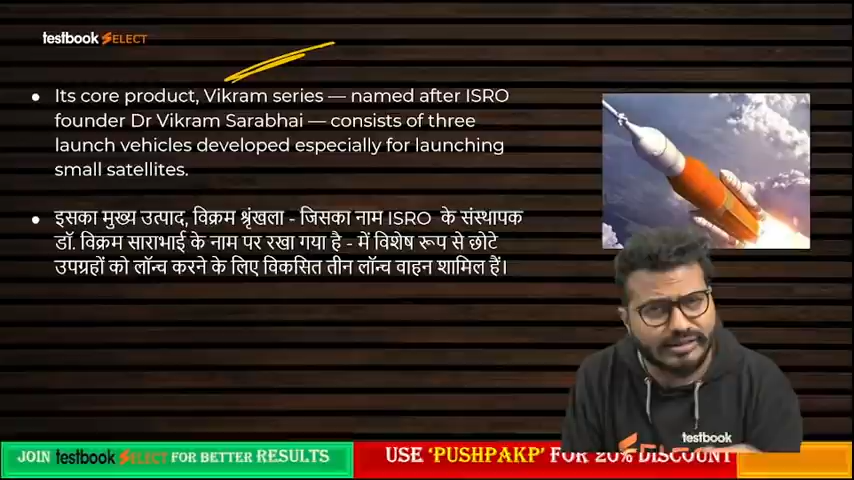 testbook SELECT
Its core product, Vikram series — named after ISRO
founder Dr Vikram Sarabhai — consists of three
launch vehicles developed especially for launching
small satellites.
इसका मुख्य उत्पाद, विक्रम श्रृंखला - जिसका नाम ISRO के संस्थापक
डॉ. विक्रम साराभाई के नाम पर रखा गया है - में विशेष रूप से छोटे
उपग्रहों को लॉन्च करने के लिए विकसित तीन लॉन्च वाहन शामिल हैं।
testbook
SELECT
JOIN testbook SELECT FOR BETTER RESULTS
USE ‘PUSHPAKP’ FOR 20% DISCOUNT